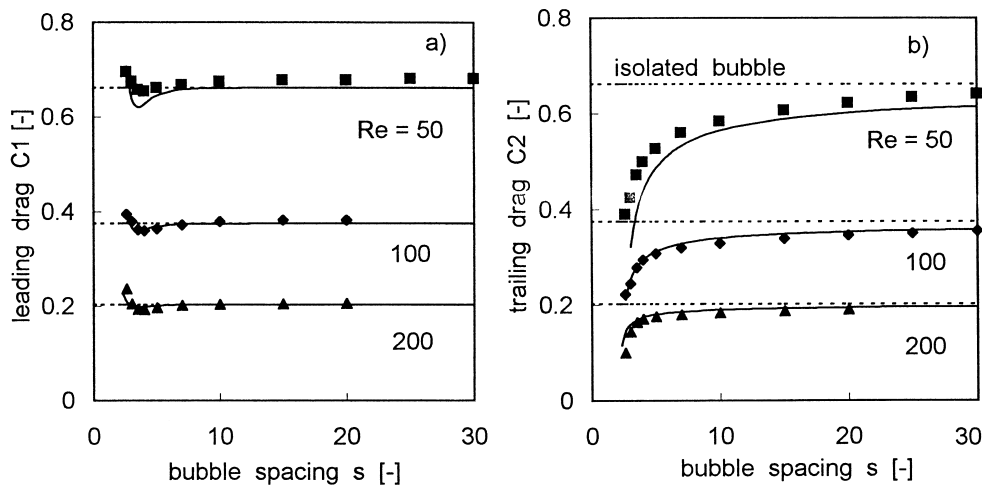 0.8
a)
0.6
Re = 50
0.4
100
0.2
200
0
0
10
20
30
leading drag C1 [-]
bubble spacing s [-]
0.8
b)
isolated bubble
0.6
Re = 50
0.4
100
0.2
200
0
0
10
20
30
trailing drag C2 [-]
bubble spacing s [-]